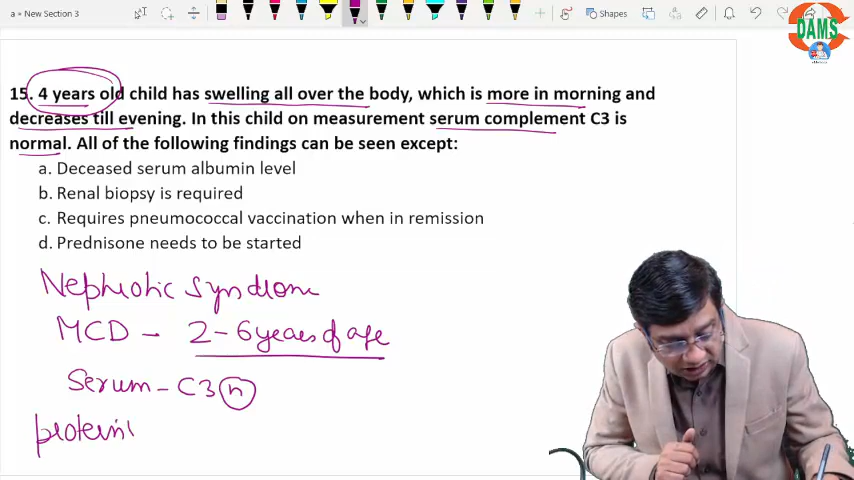 a « New Section 3
Shapes
DAMS
15. 4 years old child has swelling all over the body, which is more in morning and
decreases till evening. In this child on measurement serum complement C3 is
normal. All of the following findings can be seen except:
a. Deceased serum albumin level
b. Renal biopsy is required
c. Requires pneumococcal vaccination when in remission
d. Prednisone needs to be started
Nephrotic Syndrome
MCD - 2-6 years of age
Serum - C3 n
protein